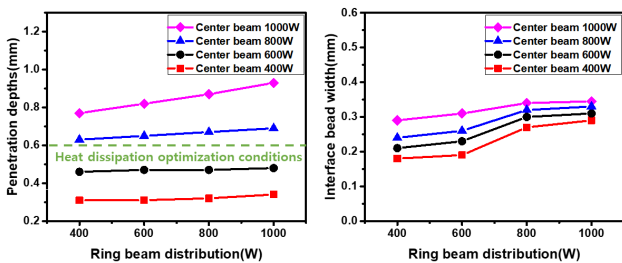 Penetration depths(mm)
1.2
1.0
0.8
0.6
0.4
0.2
Center beam 1000W
Center beam 800W
Center beam 600W
Center beam 400W
Heat dissipation optimization conditions
400
600
800
1000
Ring beam distribution(W)
Interface bead width(mm)
0.6
0.5
0.4
0.3
0.2
0.1
0.0
Center beam 1000W
Center beam 800W
Center beam 600W
Center beam 400W
400
600
800
1000
Ring beam distribution(W)